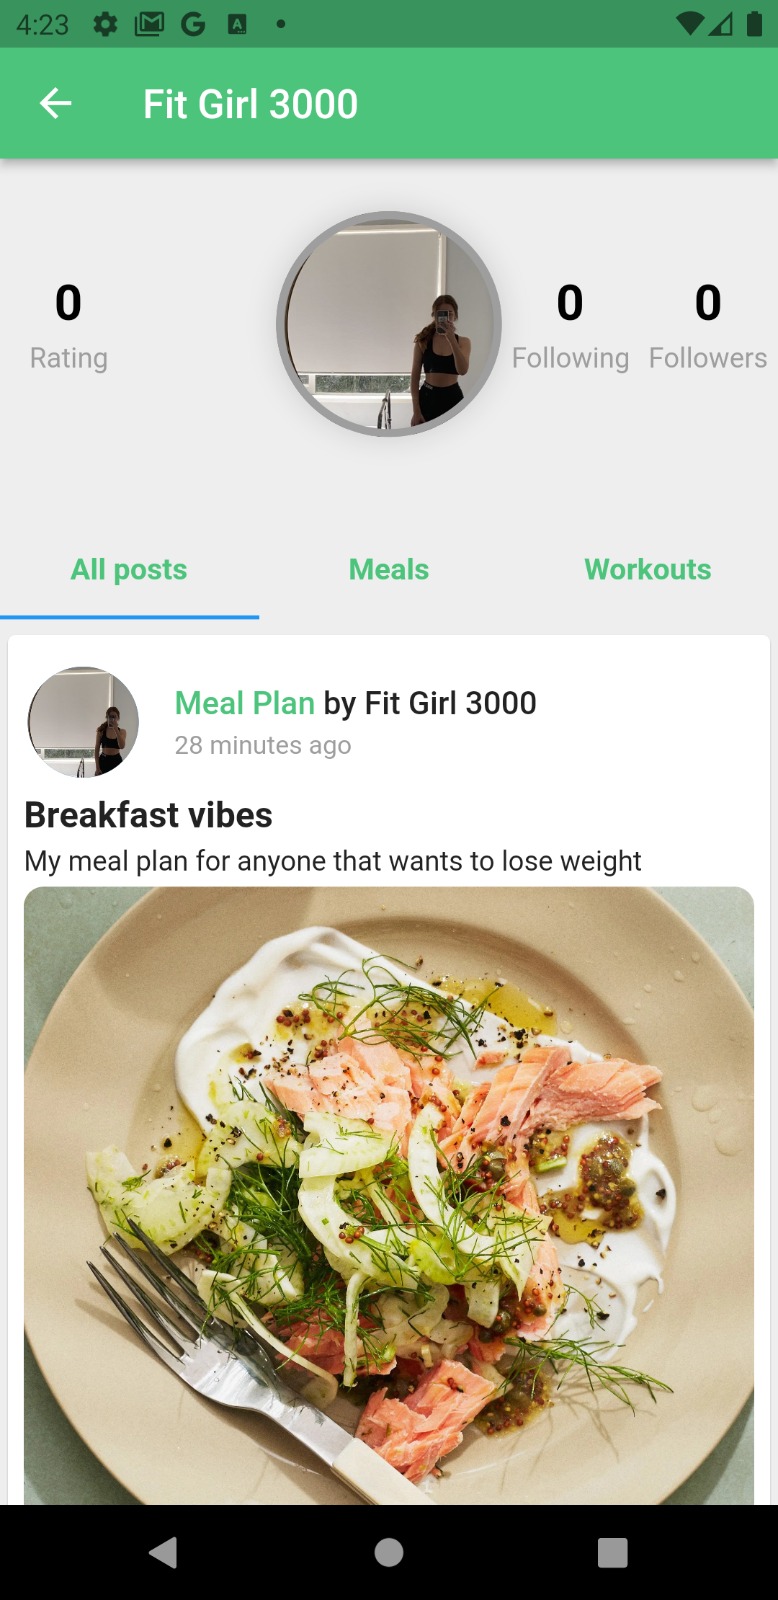 4:23
Fit Girl 3000
0
Rating
0
Following
0
Followers
All posts
Meals
Workouts
Meal Plan by Fit Girl 3000
28 minutes ago
Breakfast vibes
My meal plan for anyone that wants to lose weight